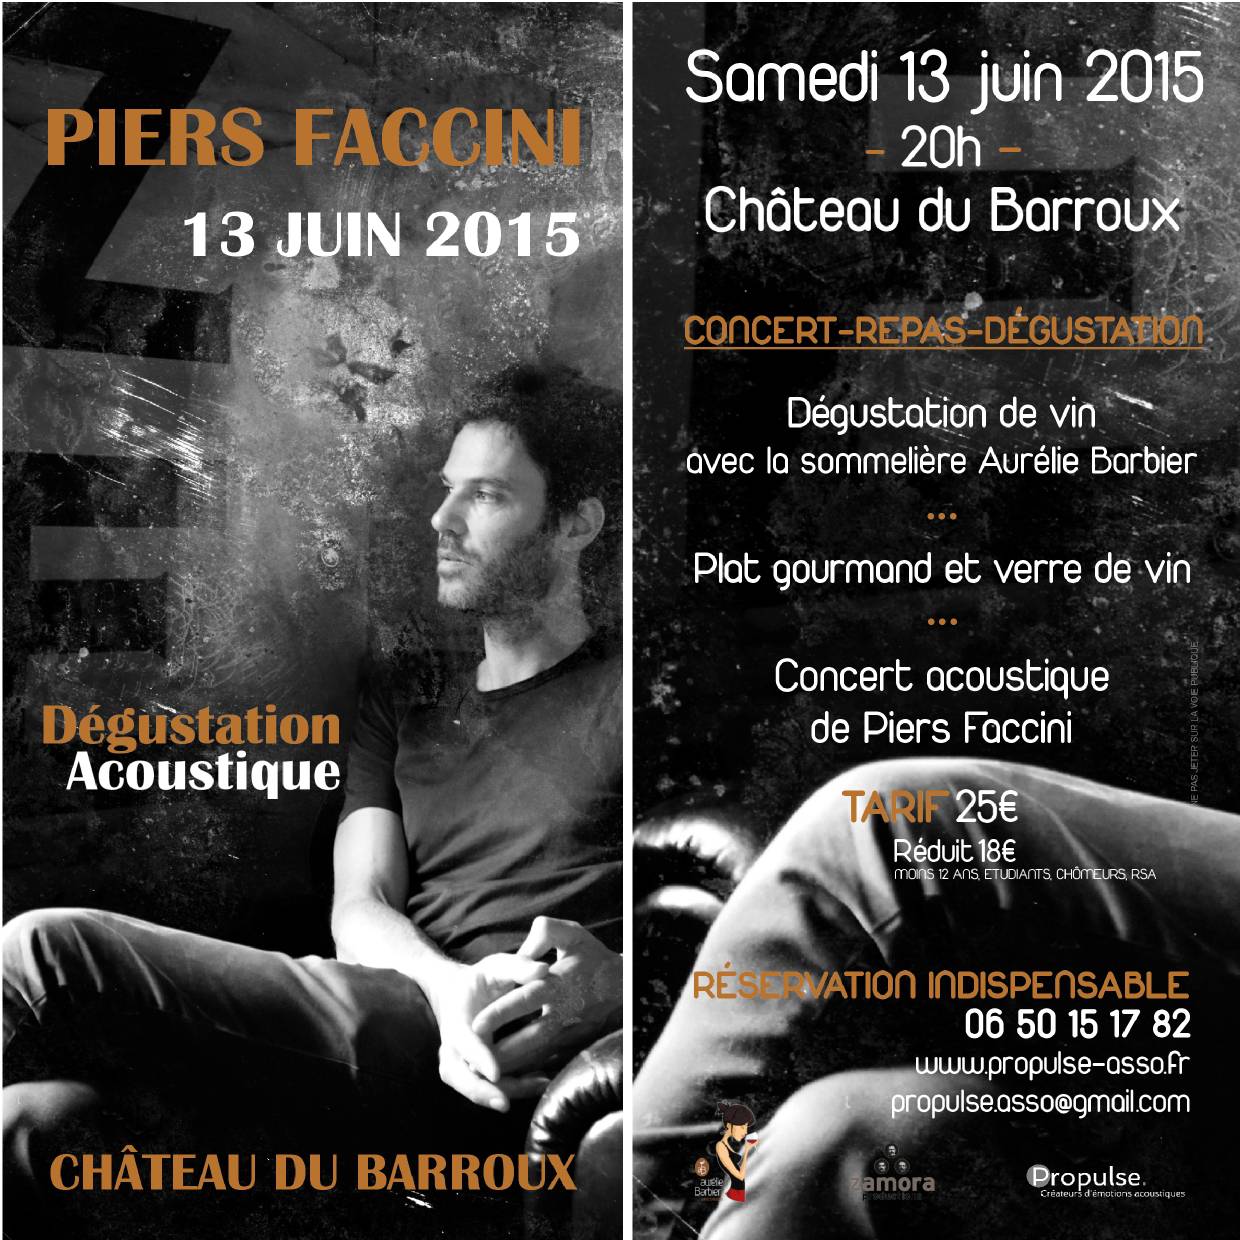 PIERS FACCINI
13 JUIN 2015
Dégustation
Acoustique
CHÂTEAU DU BARROUX
Samedi 13 juin 2015
- 20h -
Château du Barroux
CONCERT-REPAS-DÉGUSTATION
Dégustation de vin
avec la sommelière Aurélie Barbier
...
Plat gourmand et verre de vin
...
Concert acoustique
de Piers Faccini
NE PAS JETER SUR LA VOIE PUBLIQUE
TARIF 25€
Réduit 18€
MOINS 12 ANS, ETUDIANTS, CHÔMEURS, RSA
RÉSERVATION INDISPENSABLE
06 50 15 17 82
www.propulse-asso.fr
propulse.asso@gmail.com
aurélie
Barbier
zamora
productions
Propulse.
Créateurs d'émotions acoustiques